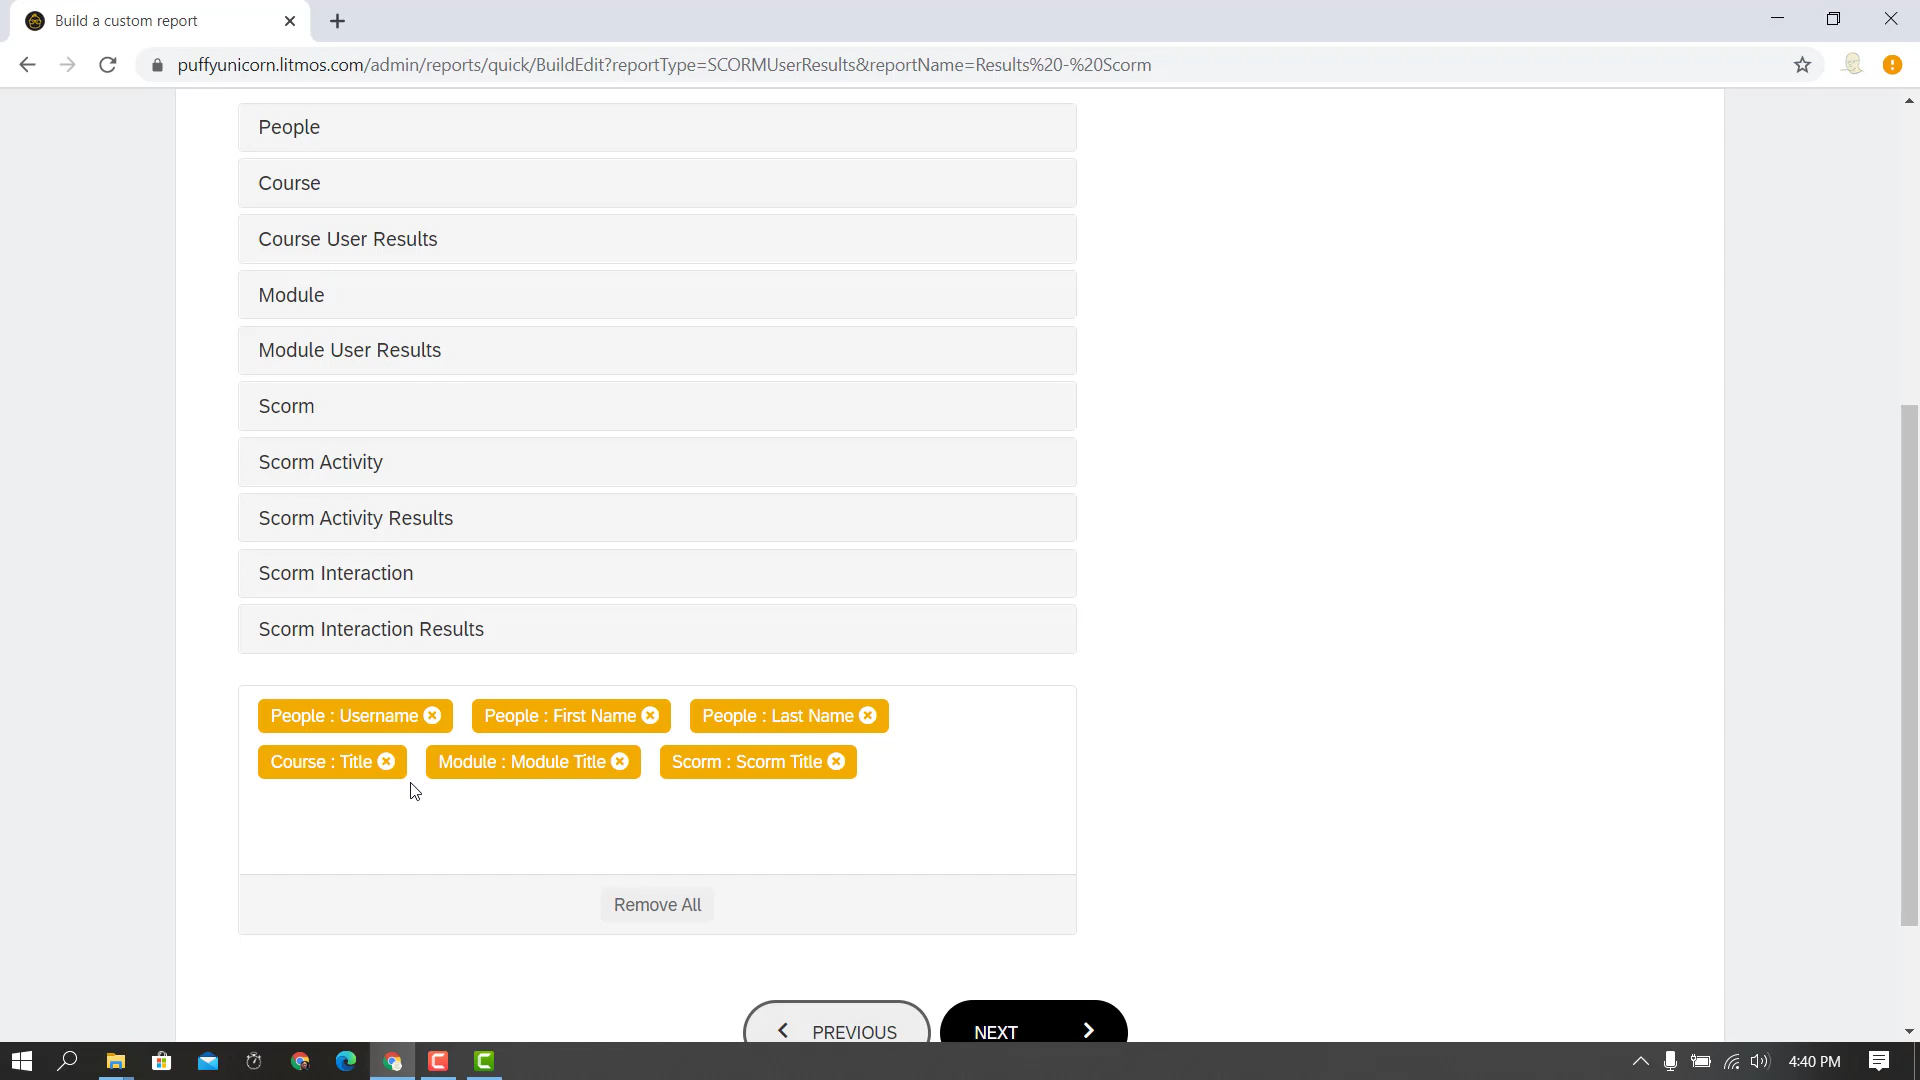 Build a custom report
puffyunicorn.litmos.com/admin/reports/quick/BuildEdit?reportType=SCORMUserResults&reportName=Results%20-%20Scorm
People
Course
Course User Results
Module
Module User Results
Scorm
Scorm Activity
Scorm Activity Results
Scorm Interaction
Scorm Interaction Results
People : Username People : First Name People : Last Name
Course : Title Module : Module Title Scorm : Scorm Title
Remove All
PREVIOUS NEXT
4:40 PM